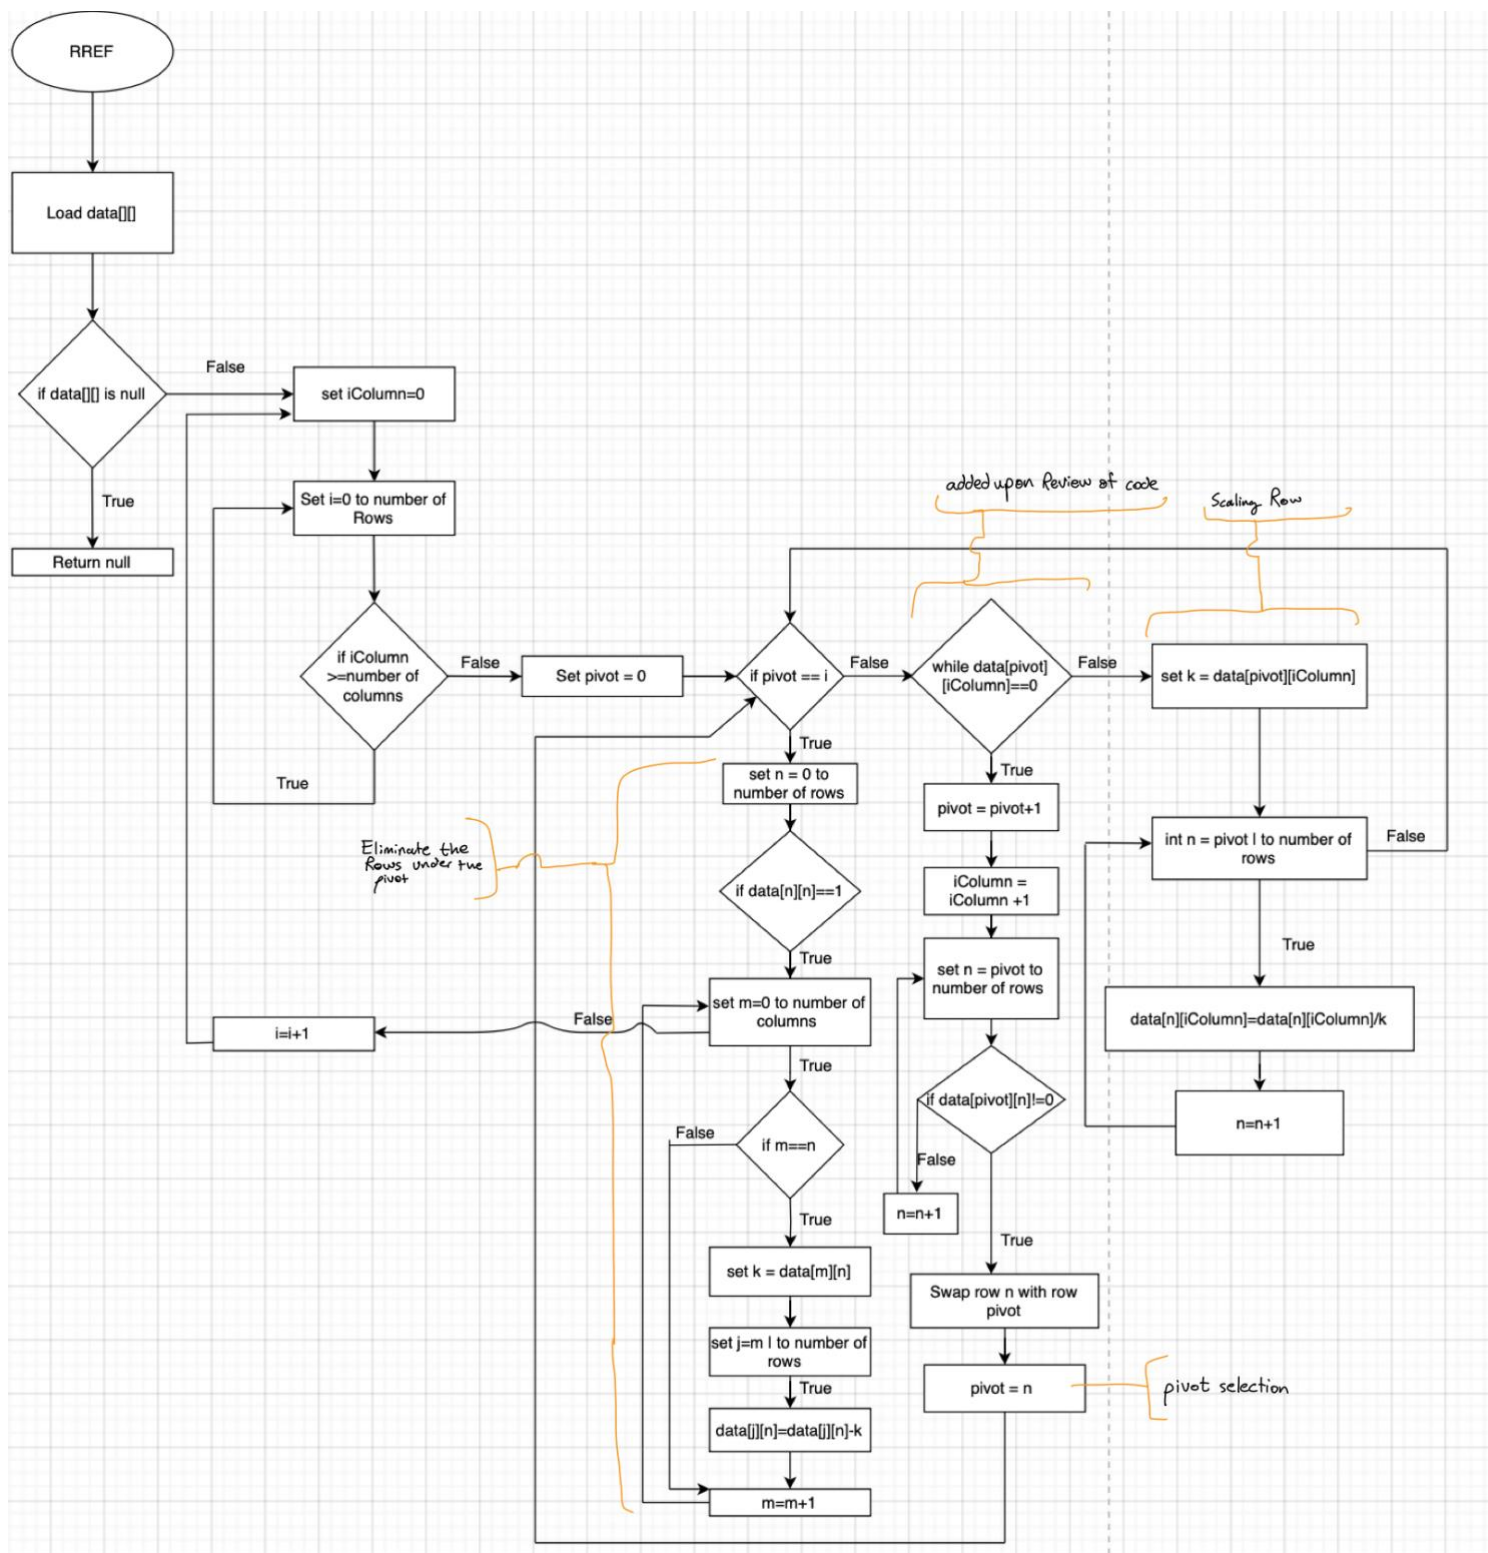 RREF
Load data[][]
if data[][] is null
False
True
Return null
set iColumn=0
Set i=0 to number of
Rows
if iColumn
>=number of
columns
True
False
Set pivot = 0
if pivot == i
False
True
set n = 0 to
number of rows
if data[n][n]==1
True
set m=0 to number of
columns
False
i=i+1
True
if m==n
False
True
set k = data[m][n]
set j=m | to number of
rows
True
data[j][n]=data[j][n]-k
m=m+1
Eliminate the
Rows under the
pivot
added upon Review of code
while data[pivot]
[iColumn]==0
False
True
pivot = pivot+1
iColumn =
iColumn +1
set n = pivot to
number of rows
if data[pivot][n]!=0
False
n=n+1
True
Swap row n with row
pivot
pivot = n
pivot selection
Scaling Row
set k = data[pivot][iColumn]
int n = pivot | to number of
rows
False
True
data[n][iColumn]=data[n][iColumn]/k
n=n+1